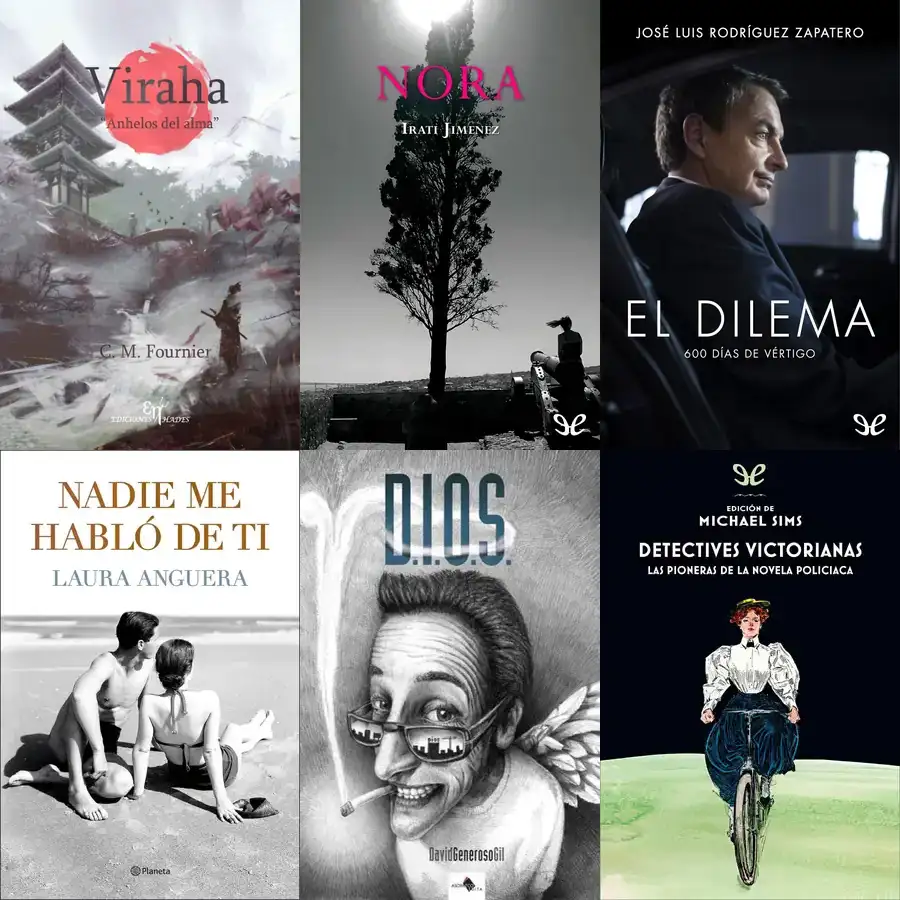 Viraha
"Anhelos del alma"
C. M. Fournier
EDICIONES HADES
NORA
IRATI JIMENEZ
JOSÉ LUIS RODRÍGUEZ ZAPATERO
EL DILEMA
600 DÍAS DE VÉRTIGO
NADIE ME
HABLÓ DE TI
LAURA ANGUERA
Planeta
D.I.O.S.
DavidGenerosoGil
EDICIÓN DE
MICHAEL SIMS
DETECTIVES VICTORIANAS
LAS PIONERAS DE LA NOVELA POLICIACA